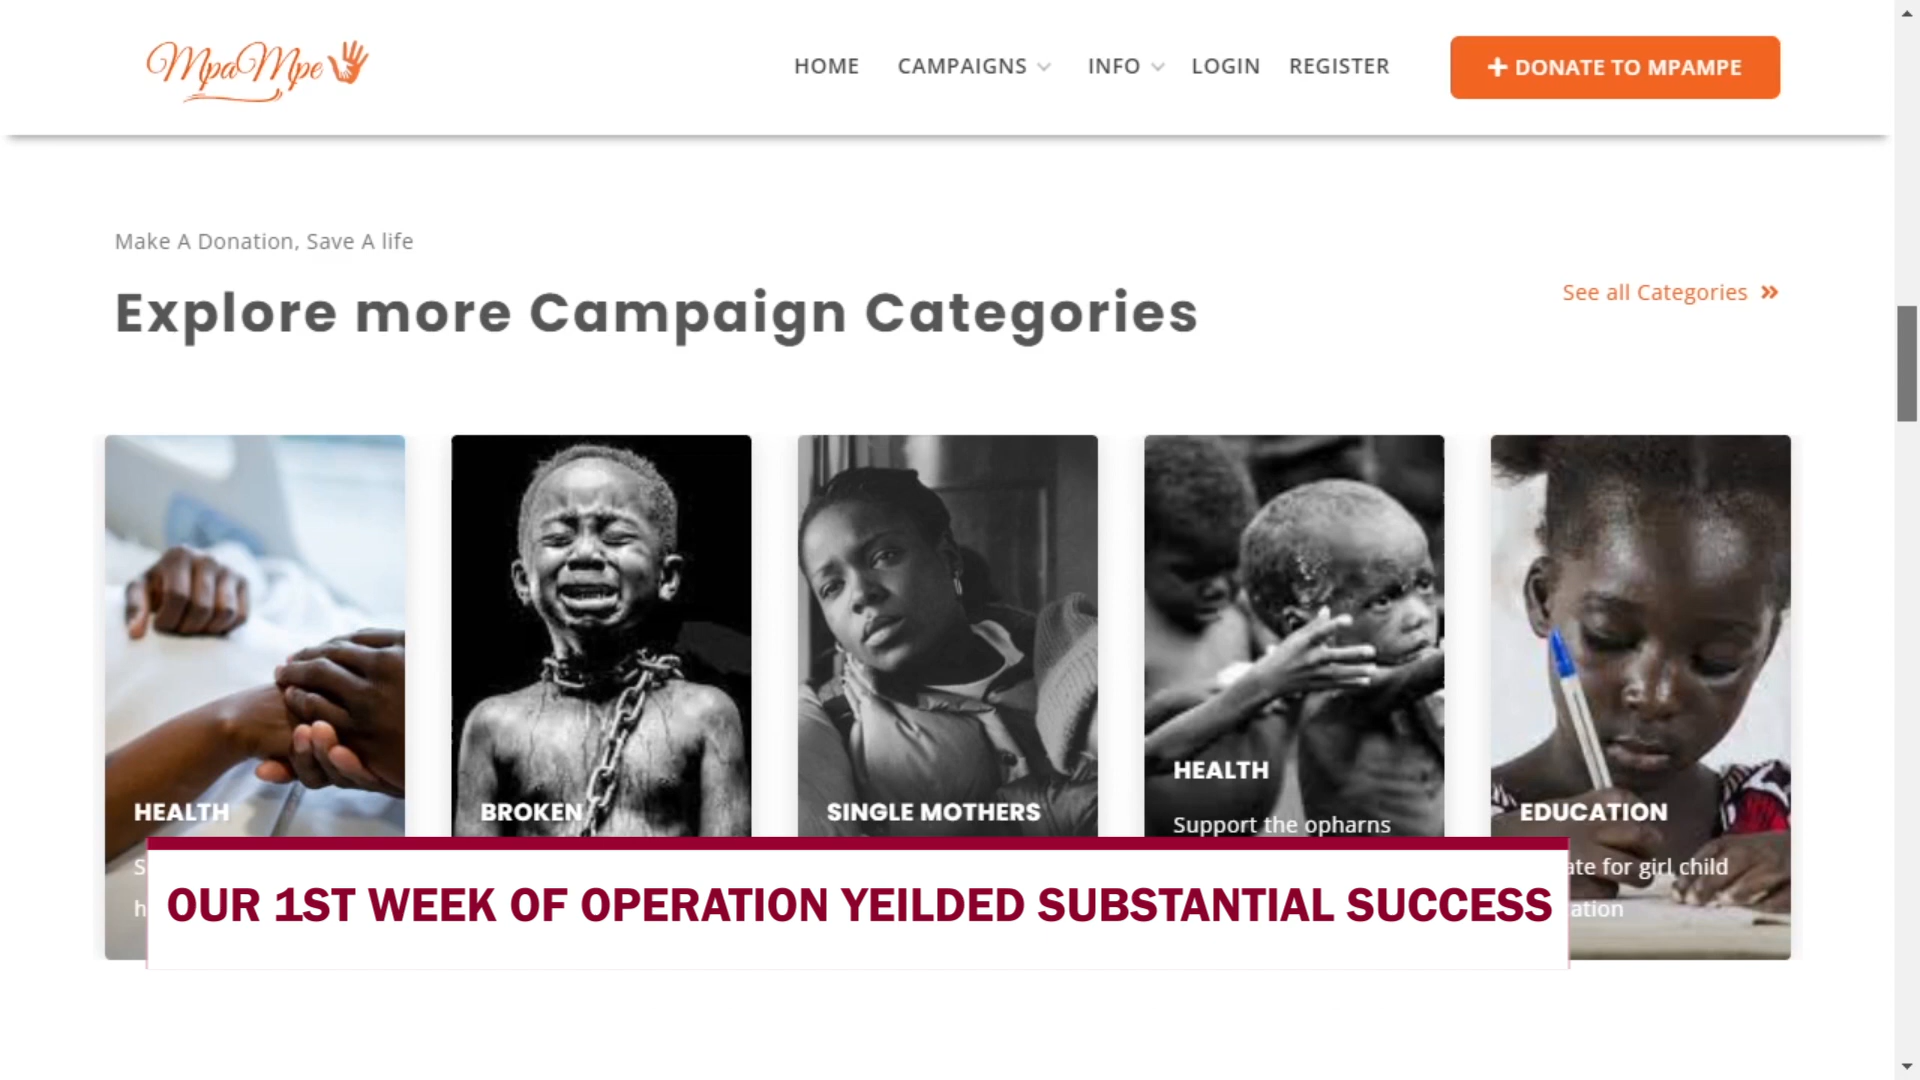 MpaMpe
HOME CAMPAIGNS INFO LOGIN REGISTER + DONATE TO MPAMPE
Make A Donation, Save A life
Explore more Campaign Categories
See all Categories »
HEALTH
BROKEN
SINGLE MOTHERS
HEALTH
Support the opharns
EDUCATION
for girl child
OUR 1ST WEEK OF OPERATION YEILDED SUBSTANTIAL SUCCESS